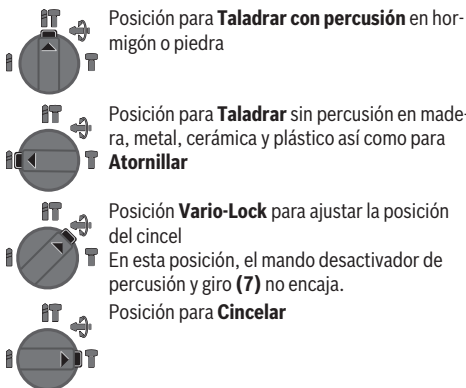 Posición para Taladrar con percusión en hor-
migón o piedra
Posición para Taladrar sin percusión en made-
ra, metal, cerámica y plástico así como para
Atornillar
Posición Vario-Lock para ajustar la posición
del cincel
En esta posición, el mando desactivador de
percusión y giro (7) no encaja.
Posición para Cincelar